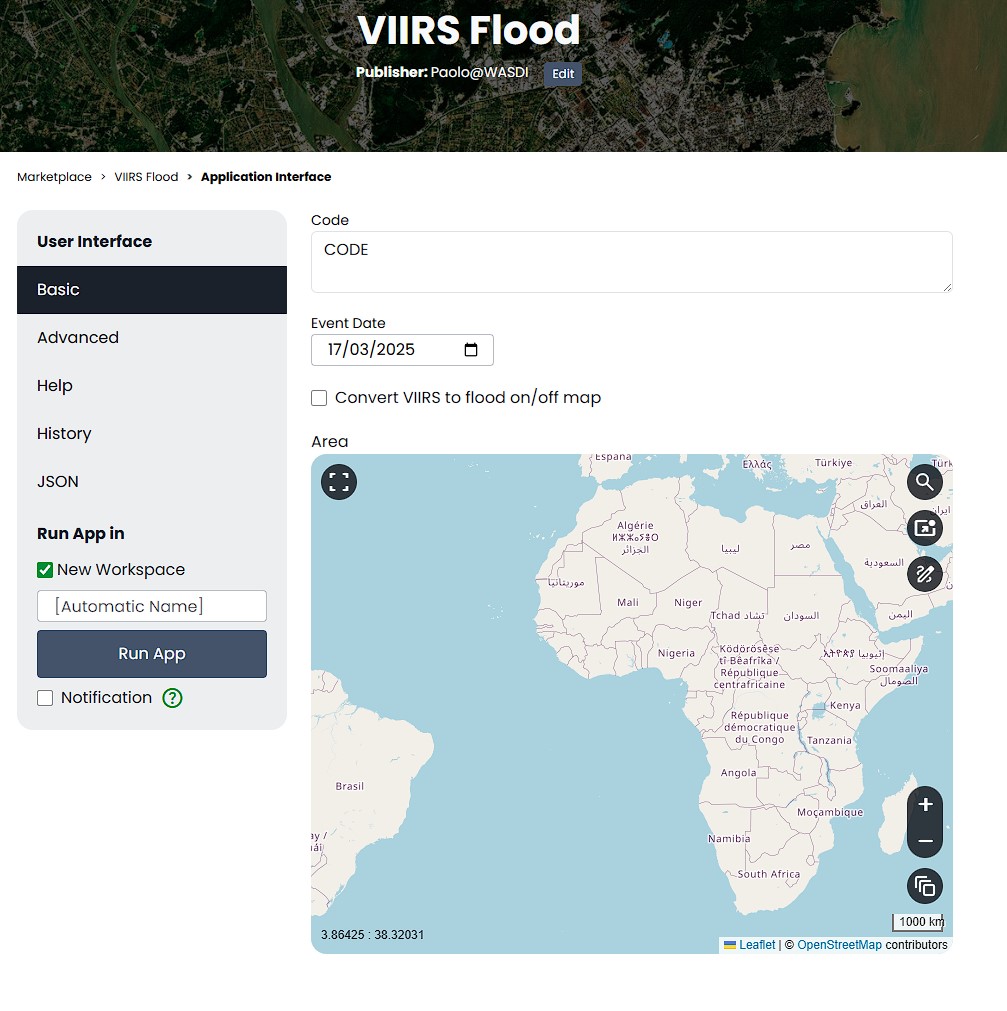 VIIRS Flood
Publisher: Paolo@WASDI Edit
Marketplace > VIIRS Flood > Application Interface
User Interface
Basic
Advanced
Help
History
JSON
Run App in
New Workspace
[Automatic Name]
Run App
Notification ?
Code
CODE
Event Date
17/03/2025
Convert VIIRS to flood on/off map
Area
España
Ελλάς
Türkiye
العراق
Algérie
ⵍⵣⵣⴰⵢⴻⵔ
الجزائر
ليبيا
مصر
السعودية
موريتانيا
Mali
Niger
Tchad تشاد
السودان
اليمن
Nigeria
Ködörösêse
tî Bêafrîka /
République
centrafricaine
Soomaaliya
الصومال
Kenya
République
démocratique
du Congo
Tanzania
Brasil
Angola
Moçambique
Namibia
South Africa
+
−
3.86425 : 38.32031
1000 km
Leaflet | © OpenStreetMap contributors